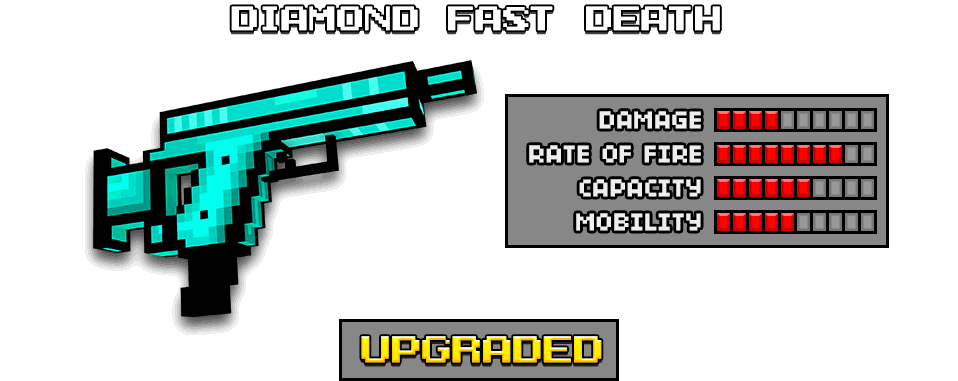 DIAMOND FAST DEATH
DAMAGE
RATE OF FIRE
CAPACITY
MOBILITY
UPGRADED